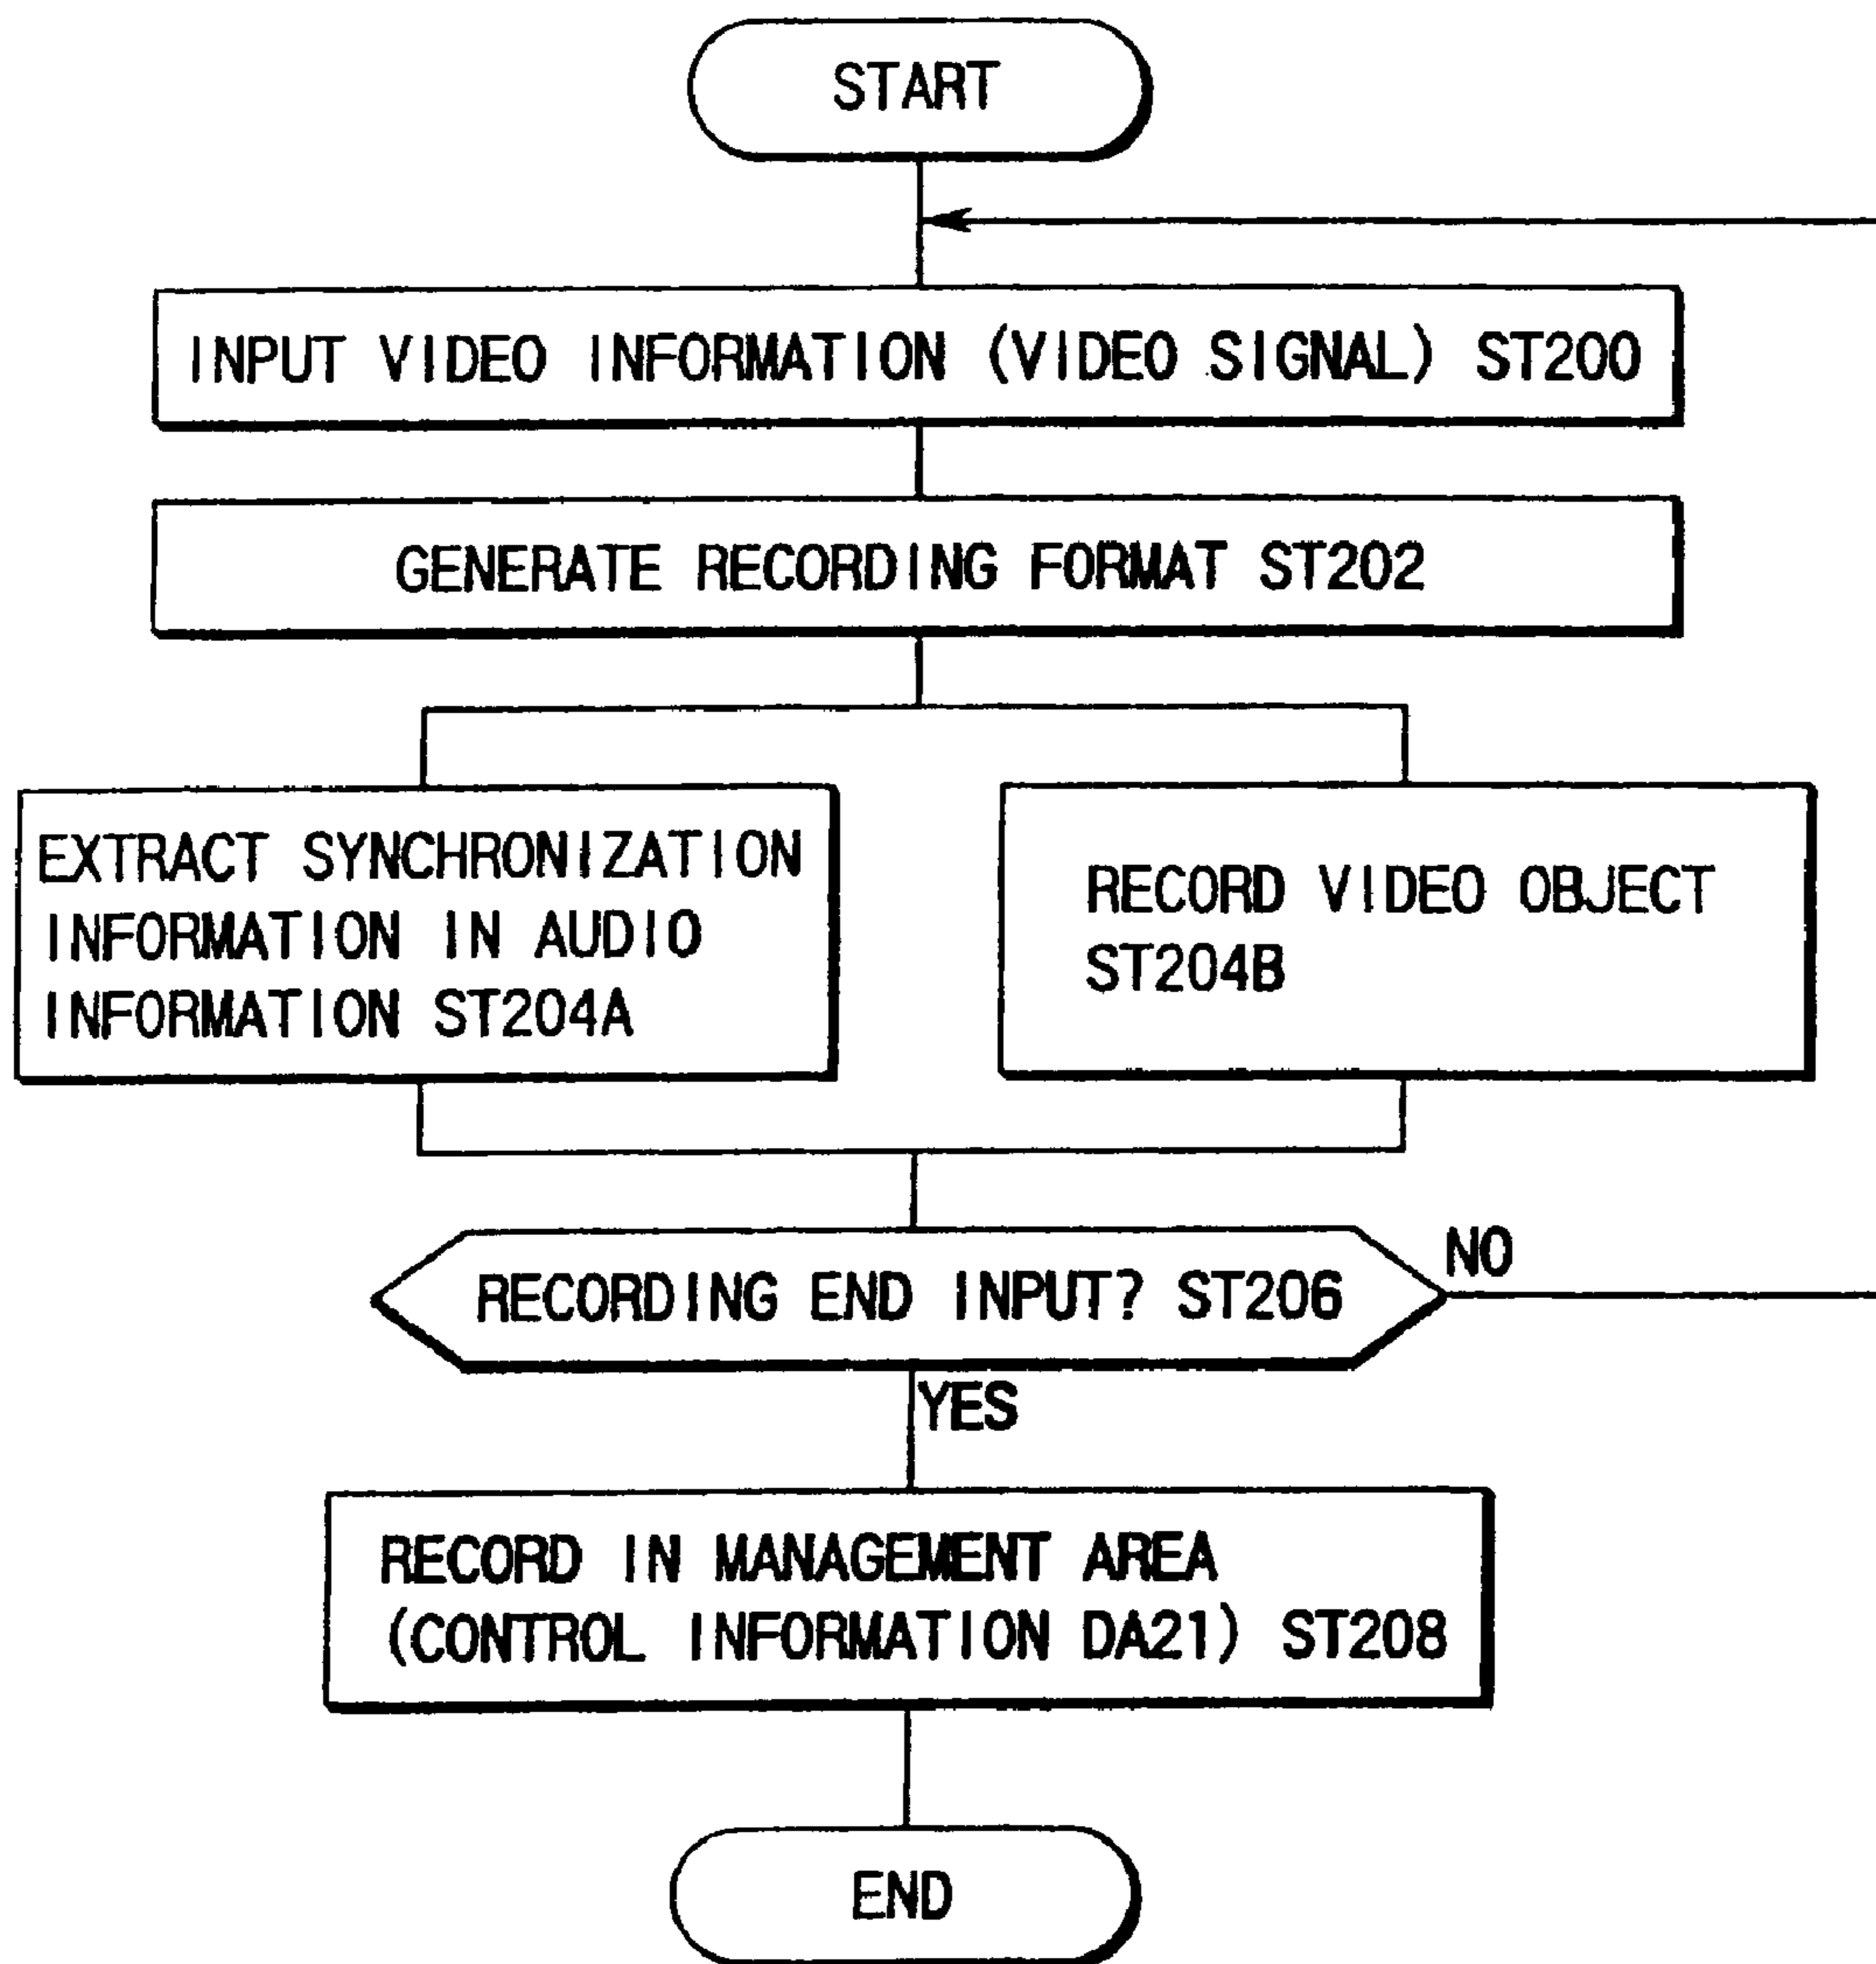 START
INPUT VIDEO INFORMATION (VIDEO SIGNAL) ST200
GENERATE RECORDING FORMAT ST202
EXTRACT SYNCHRONIZATION
INFORMATION IN AUDIO
INFORMATION ST204A
RECORD VIDEO OBJECT
ST204B
RECORDING END INPUT? ST206
NO
YES
RECORD IN MANAGEMENT AREA
(CONTROL INFORMATION DA21) ST208
END